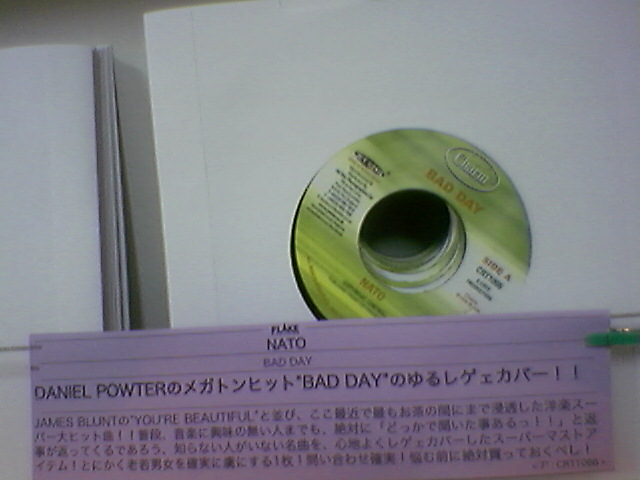 Charm
BAD DAY
SIDE A
NATO
FLAKE
NATO
BAD DAY
DANIEL POWTERのメガトンヒット"BAD DAY"のゆるレゲェカバー！！
JAMES BLUNTの"YOU'RE BEAUTIFUL"と並び、ここ最近で最もお茶の間にまで浸透した洋楽スー
パー大ヒット曲！！普段、音楽に興味の無い人までも、絶対に「どっかで聞いた事あるっ！！」と返
事が返ってくるであろう、知らない人がいない名曲を、心地よくレゲェカバーしたスーパーマストア
イテム！とにかく老若男女を確実に虜にする1枚！問い合わせ確実！悩む前に絶対買っておくべし！